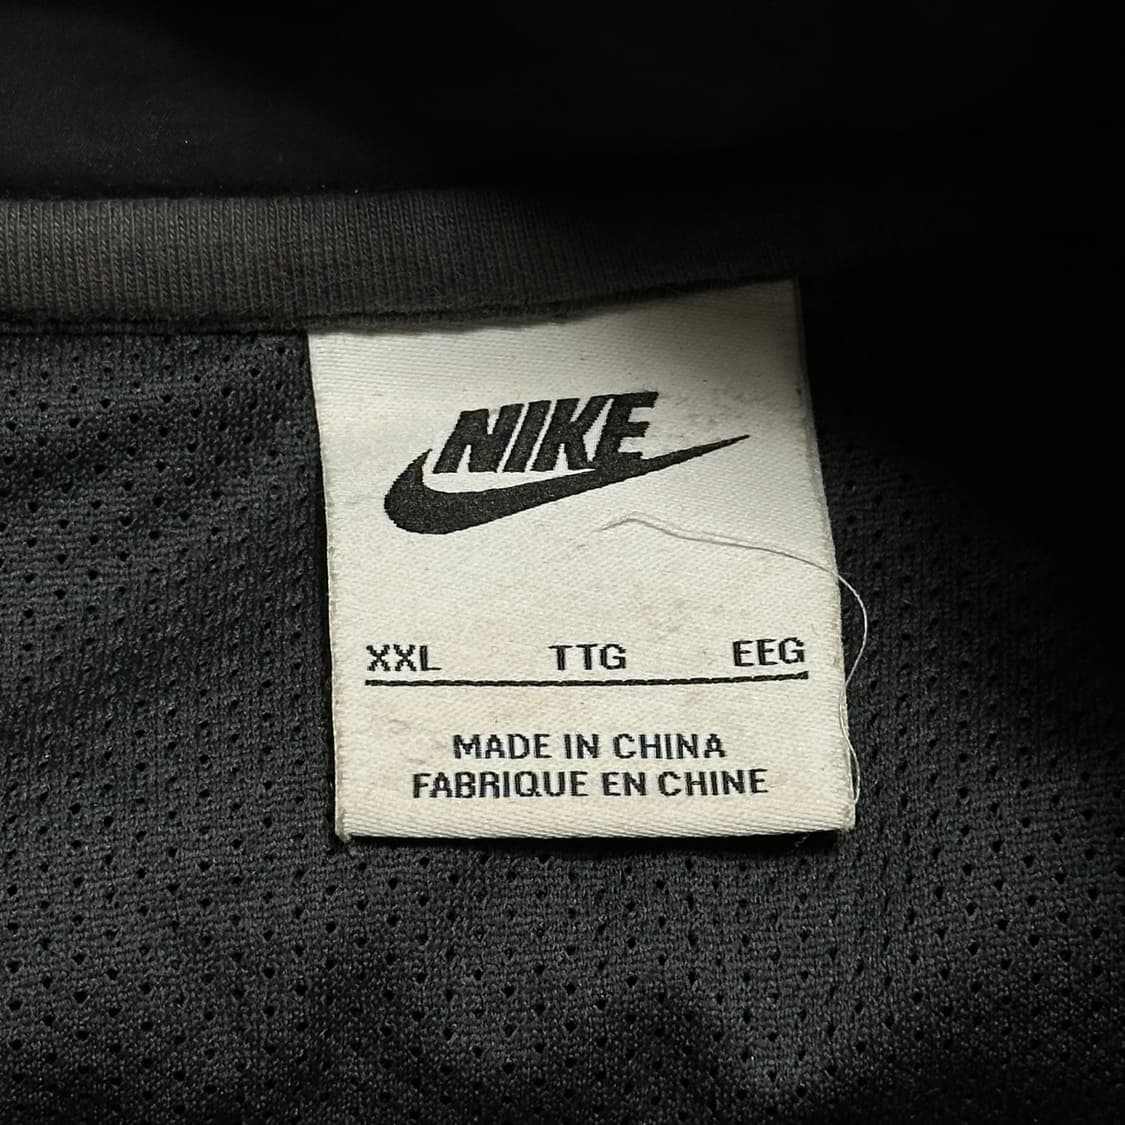 NIKE
XXL TTG EEG
MADE IN CHINA
FABRIQUE EN CHINE